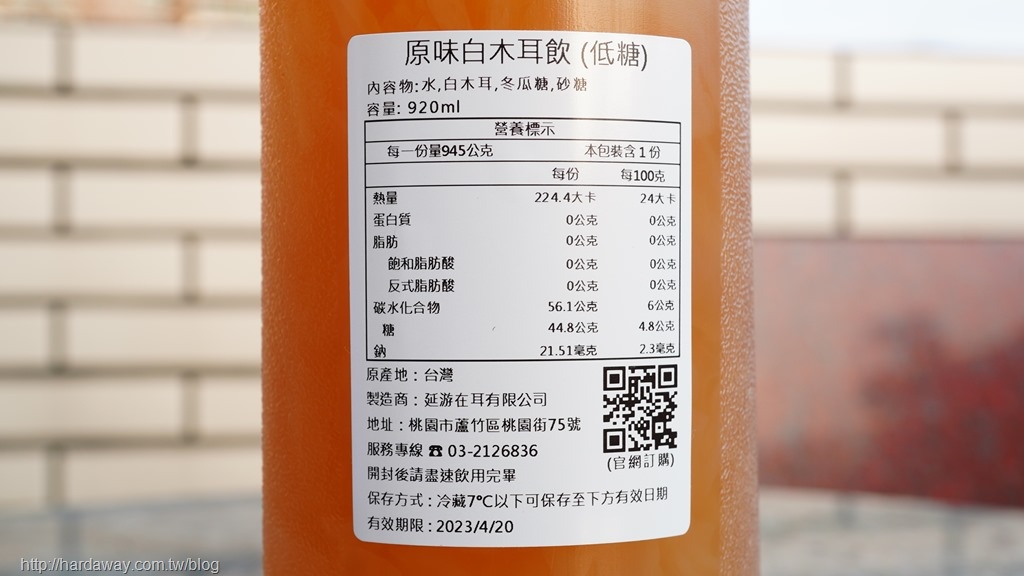 原味白木耳飲 (低糖)
內容物:水,白木耳,冬瓜糖,砂糖
容量: 920ml
營養標示
每一份量945公克 本包裝含1份
每份 每100克
熱量 224.4大卡 24大卡
蛋白質 0公克 0公克
脂肪 0公克 0公克
飽和脂肪酸 0公克 0公克
反式脂肪酸 0公克 0公克
碳水化合物 56.1公克 6公克
糖 44.8公克 4.8公克
鈉 21.51毫克 2.3毫克
原產地：台灣
製造商：延游在耳有限公司
地址：桃園市蘆竹區桃園街75號
服務專線 ☎ 03-2126836
(官網訂購)
開封後請盡速飲用完畢
保存方式：冷藏7℃以下可保存至下方有效日期
有效期限：2023/4/20
http://hardaway.com.tw/blog